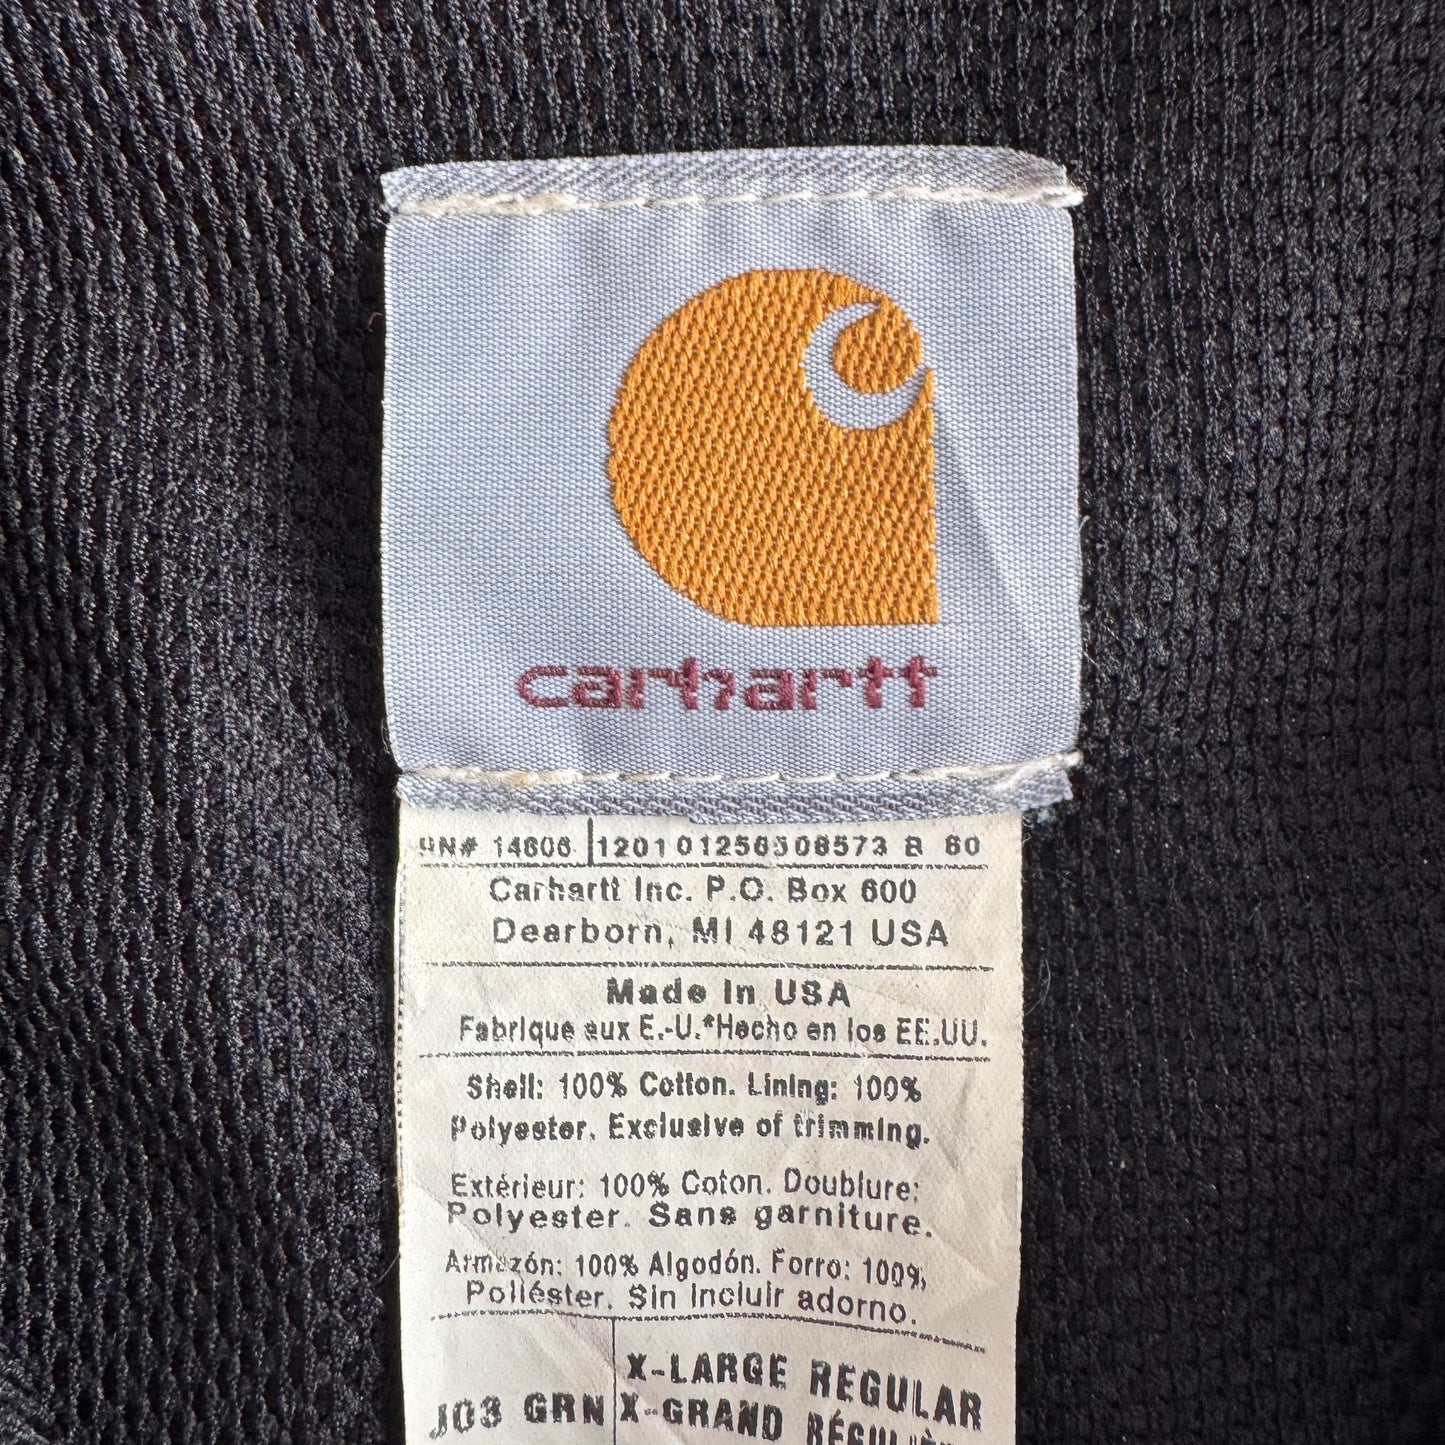 carhartt
RN# 14806 1201 01256508573 B 60
Carhartt Inc. P.O. Box 600
Dearborn, MI 48121 USA
Made In USA
Fabrique aux E.-U.*Hecho en los EE.UU.
Shell: 100% Cotton. Lining: 100%
Polyester. Exclusive of trimming.
Extérieur: 100% Coton. Doublure:
Polyester. Sans garniture.
Armazón: 100% Algodón. Forro: 100%
Poliéster. Sin Incluir adorno.
J03 GRN
X-LARGE REGULAR
X-GRAND